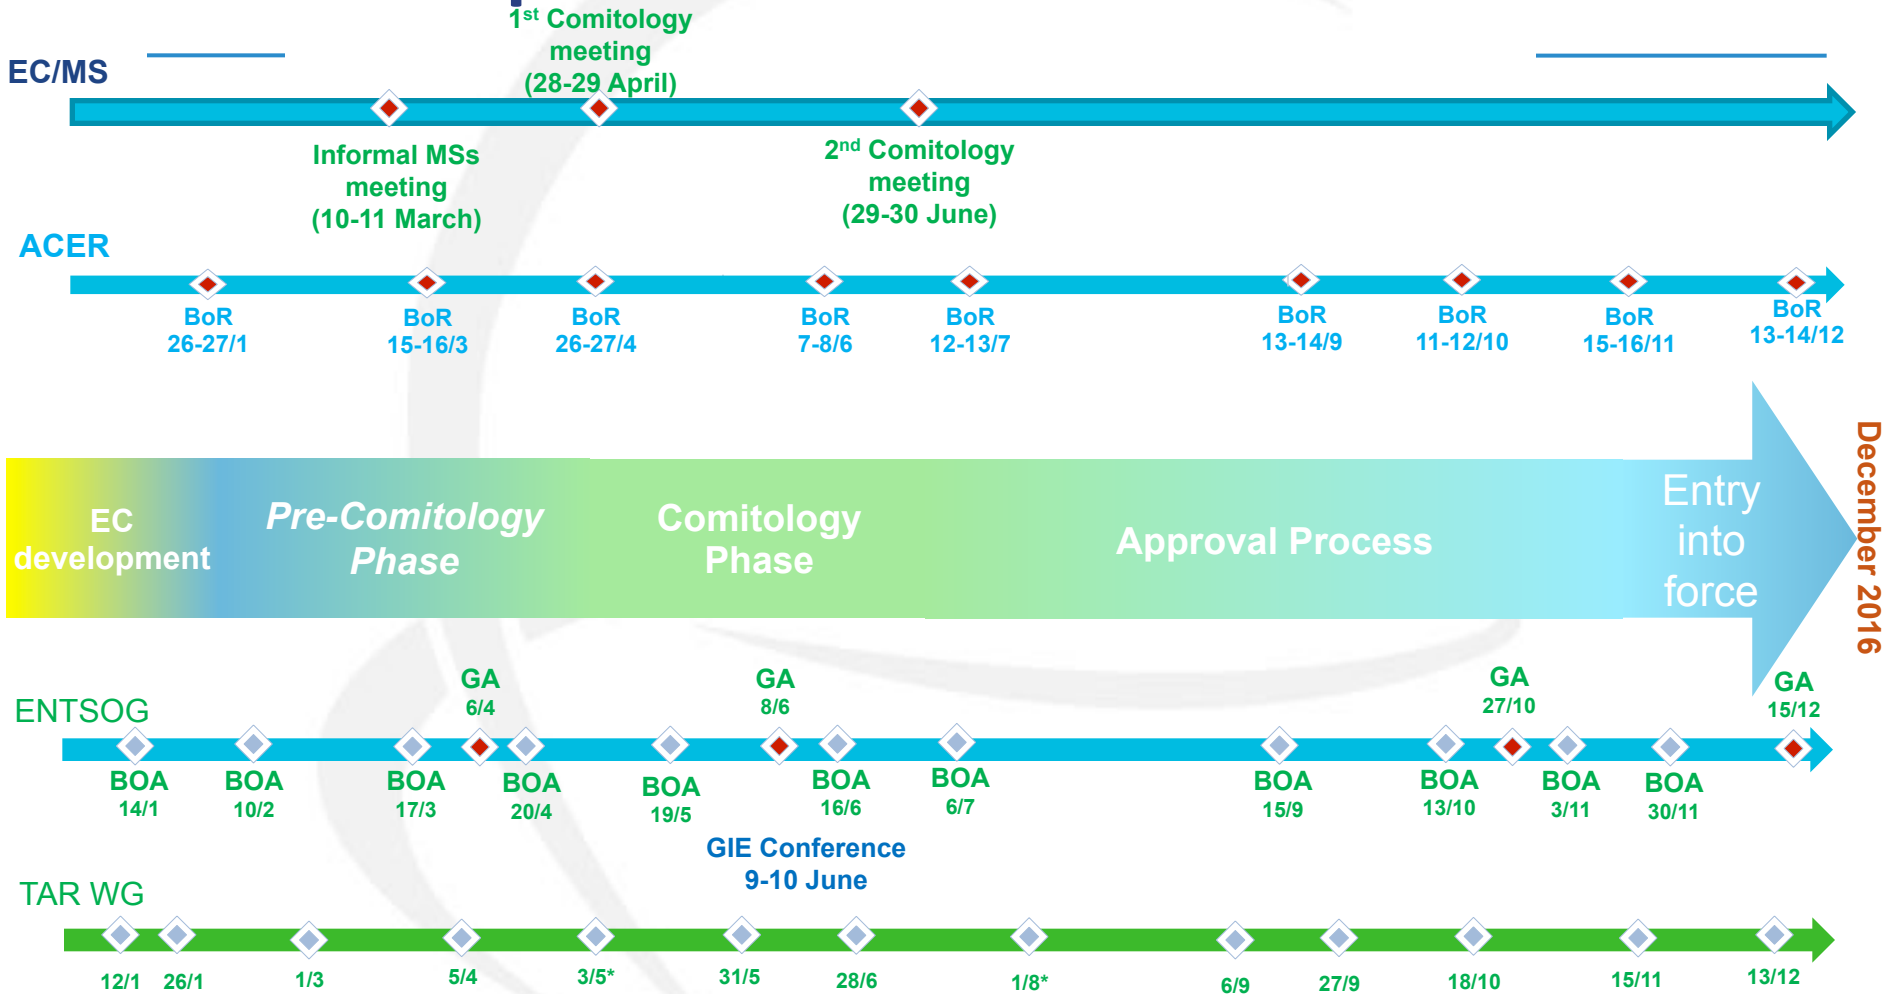 1st Comitology
meeting
(28-29 April)
EC/MS
Informal MSs
meeting
(10-11 March)
2nd Comitology
meeting
(29-30 June)
ACER
BoR
26-27/1
BoR
15-16/3
BoR
26-27/4
BoR
7-8/6
BoR
12-13/7
BoR
13-14/9
BoR
11-12/10
BoR
15-16/11
BoR
13-14/12
EC
development
Pre-Comitology
Phase
Comitology
Phase
Approval Process
Entry
into
force
December 2016
ENTSOG
GA
6/4
GA
8/6
GA
27/10
GA
15/12
BOA
14/1
BOA
10/2
BOA
17/3
BOA
20/4
BOA
19/5
BOA
16/6
BOA
6/7
BOA
15/9
BOA
13/10
BOA
3/11
BOA
30/11
GIE Conference
9-10 June
TAR WG
12/1
26/1
1/3
5/4
3/5*
31/5
28/6
1/8*
6/9
27/9
18/10
15/11
13/12